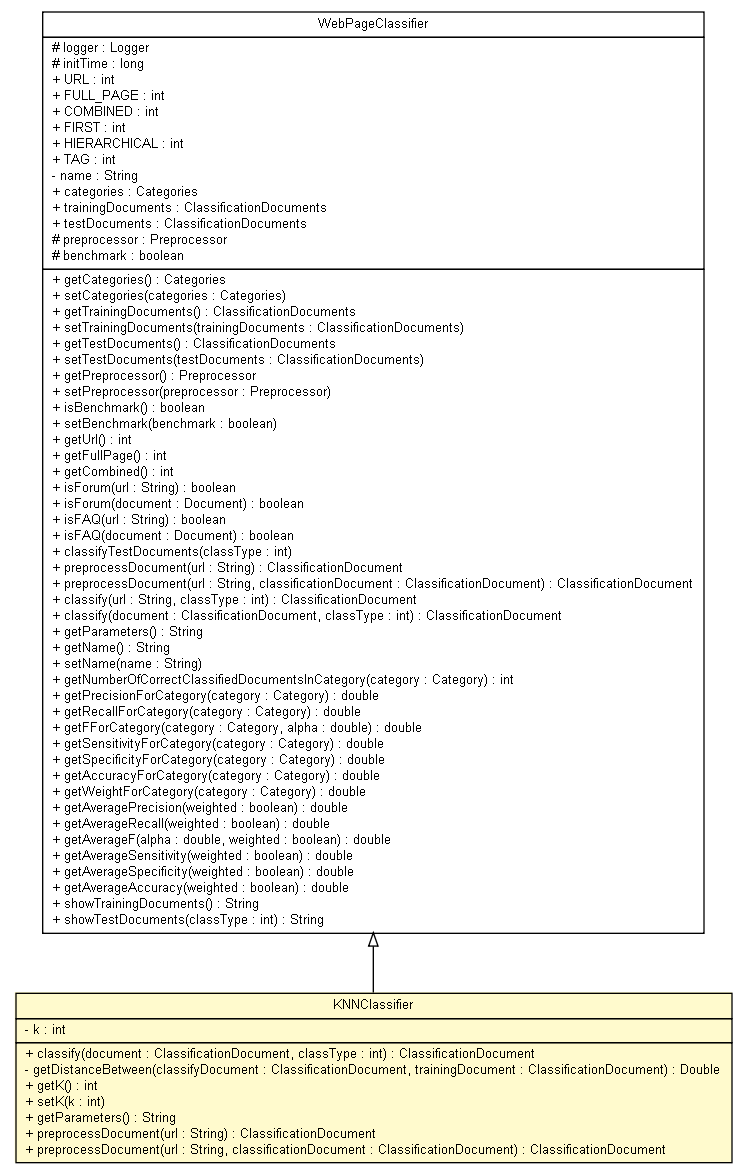 WebPageClassifier
# logger : Logger
# initTime : long
+ URL : int
+ FULL_PAGE : int
+ COMBINED : int
+ FIRST : int
+ HIERARCHICAL : int
+ TAG : int
- name : String
+ categories : Categories
+ trainingDocuments : ClassificationDocuments
+ testDocuments : ClassificationDocuments
# preprocessor : Preprocessor
# benchmark : boolean
+ getCategories() : Categories
+ setCategories(categories : Categories)
+ getTrainingDocuments() : ClassificationDocuments
+ setTrainingDocuments(trainingDocuments : ClassificationDocuments)
+ getTestDocuments() : ClassificationDocuments
+ setTestDocuments(testDocuments : ClassificationDocuments)
+ getPreprocessor() : Preprocessor
+ setPreprocessor(preprocessor : Preprocessor)
+ isBenchmark() : boolean
+ setBenchmark(benchmark : boolean)
+ getUrl() : int
+ getFullPage() : int
+ getCombined() : int
+ isForum(url : String) : boolean
+ isForum(document : Document) : boolean
+ isFAQ(url : String) : boolean
+ isFAQ(document : Document) : boolean
+ classifyTestDocuments(classType : int)
+ preprocessDocument(url : String) : ClassificationDocument
+ preprocessDocument(url : String, classificationDocument : ClassificationDocument) : ClassificationDocument
+ classify(url : String, classType : int) : ClassificationDocument
+ classify(document : ClassificationDocument, classType : int) : ClassificationDocument
+ getParameters() : String
+ getName() : String
+ setName(name : String)
+ getNumberOfCorrectClassifiedDocumentsInCategory(category : Category) : int
+ getPrecisionForCategory(category : Category) : double
+ getRecallForCategory(category : Category) : double
+ getFForCategory(category : Category, alpha : double) : double
+ getSensitivityForCategory(category : Category) : double
+ getSpecificityForCategory(category : Category) : double
+ getAccuracyForCategory(category : Category) : double
+ getWeightForCategory(category : Category) : double
+ getAveragePrecision(weighted : boolean) : double
+ getAverageRecall(weighted : boolean) : double
+ getAverageF(alpha : double, weighted : boolean) : double
+ getAverageSensitivity(weighted : boolean) : double
+ getAverageSpecificity(weighted : boolean) : double
+ getAverageAccuracy(weighted : boolean) : double
+ showTrainingDocuments() : String
+ showTestDocuments(classType : int) : String
KNNClassifier
- k : int
+ classify(document : ClassificationDocument, classType : int) : ClassificationDocument
- getDistanceBetween(classifyDocument : ClassificationDocument, trainingDocument : ClassificationDocument) : Double
+ getK() : int
+ setK(k : int)
+ getParameters() : String
+ preprocessDocument(url : String) : ClassificationDocument
+ preprocessDocument(url : String, classificationDocument : ClassificationDocument) : ClassificationDocument